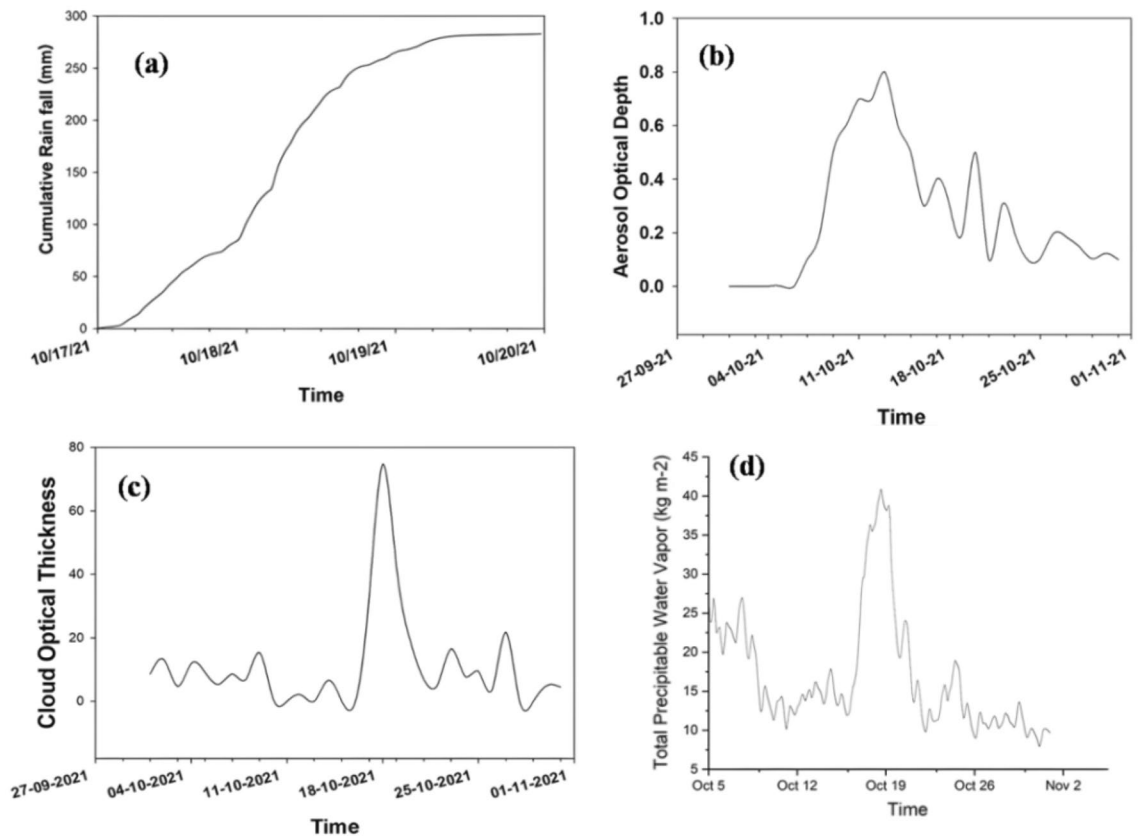 (a)
Cumulative Rain fall (mm)
300
250
200
150
100
50
0
10/17/21
10/18/21
10/19/21
10/20/21
Time
(b)
Aerosol Optical Depth
1.0
0.8
0.6
0.4
0.2
0.0
27-09-21
04-10-21
11-10-21
18-10-21
25-10-21
01-11-21
Time
(c)
Cloud Optical Thickness
80
60
40
20
0
27-09-2021
04-10-2021
11-10-2021
18-10-2021
25-10-2021
01-11-2021
Time
(d)
Total Precipitable Water Vapor (kg m-2)
45
40
35
30
25
20
15
10
5
Oct 5
Oct 12
Oct 19
Oct 26
Nov 2
Time